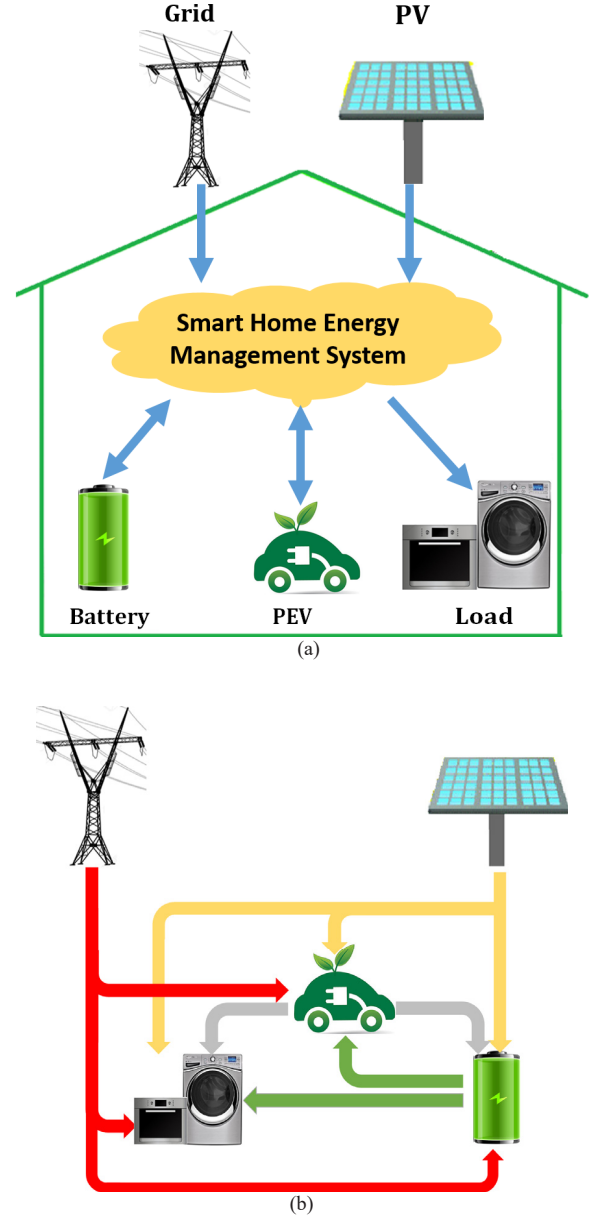 Grid
PV
Smart Home Energy
Management System
Battery
PEV
Load
(a)
(b)